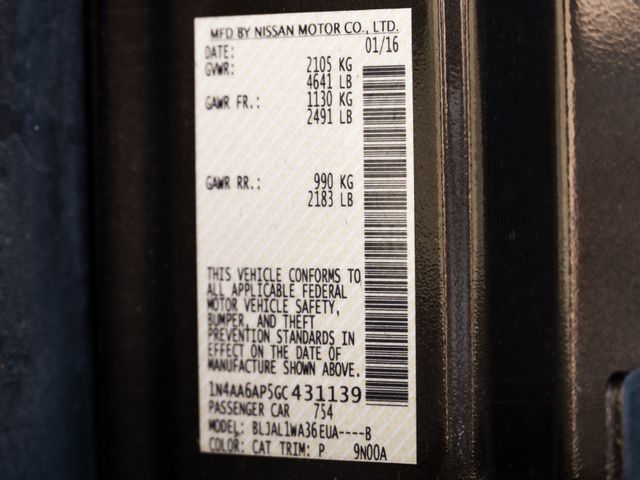 MFD BY NISSAN MOTOR CO., LTD.
DATE: 01/16
GVWR: 2105 KG
4641 LB
GAWR FR.: 1130 KG
2491 LB
GAWR RR.: 990 KG
2183 LB
THIS VEHICLE CONFORMS TO
ALL APPLICABLE FEDERAL
MOTOR VEHICLE SAFETY,
BUMPER, AND THEFT
PREVENTION STANDARDS IN
EFFECT ON THE DATE OF
MANUFACTURE SHOWN ABOVE.
1N4AA6AP5GC431139
PASSENGER CAR 754
MODEL: BLJAL1WA36EUA----B
COLOR: CAT TRIM: P 9N00A